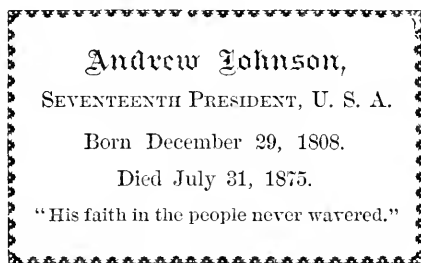 Andrew Johnson,
SEVENTEENTH PRESIDENT, U. S. A.
Born December 29, 1808.
Died July 31, 1875.
"His faith in the people never wavered."